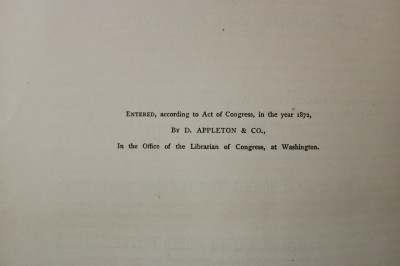 Entered, according to Act of Congress, in the year 1872,
By D. APPLETON & CO.,
In the Office of the Librarian of Congress, at Washington.